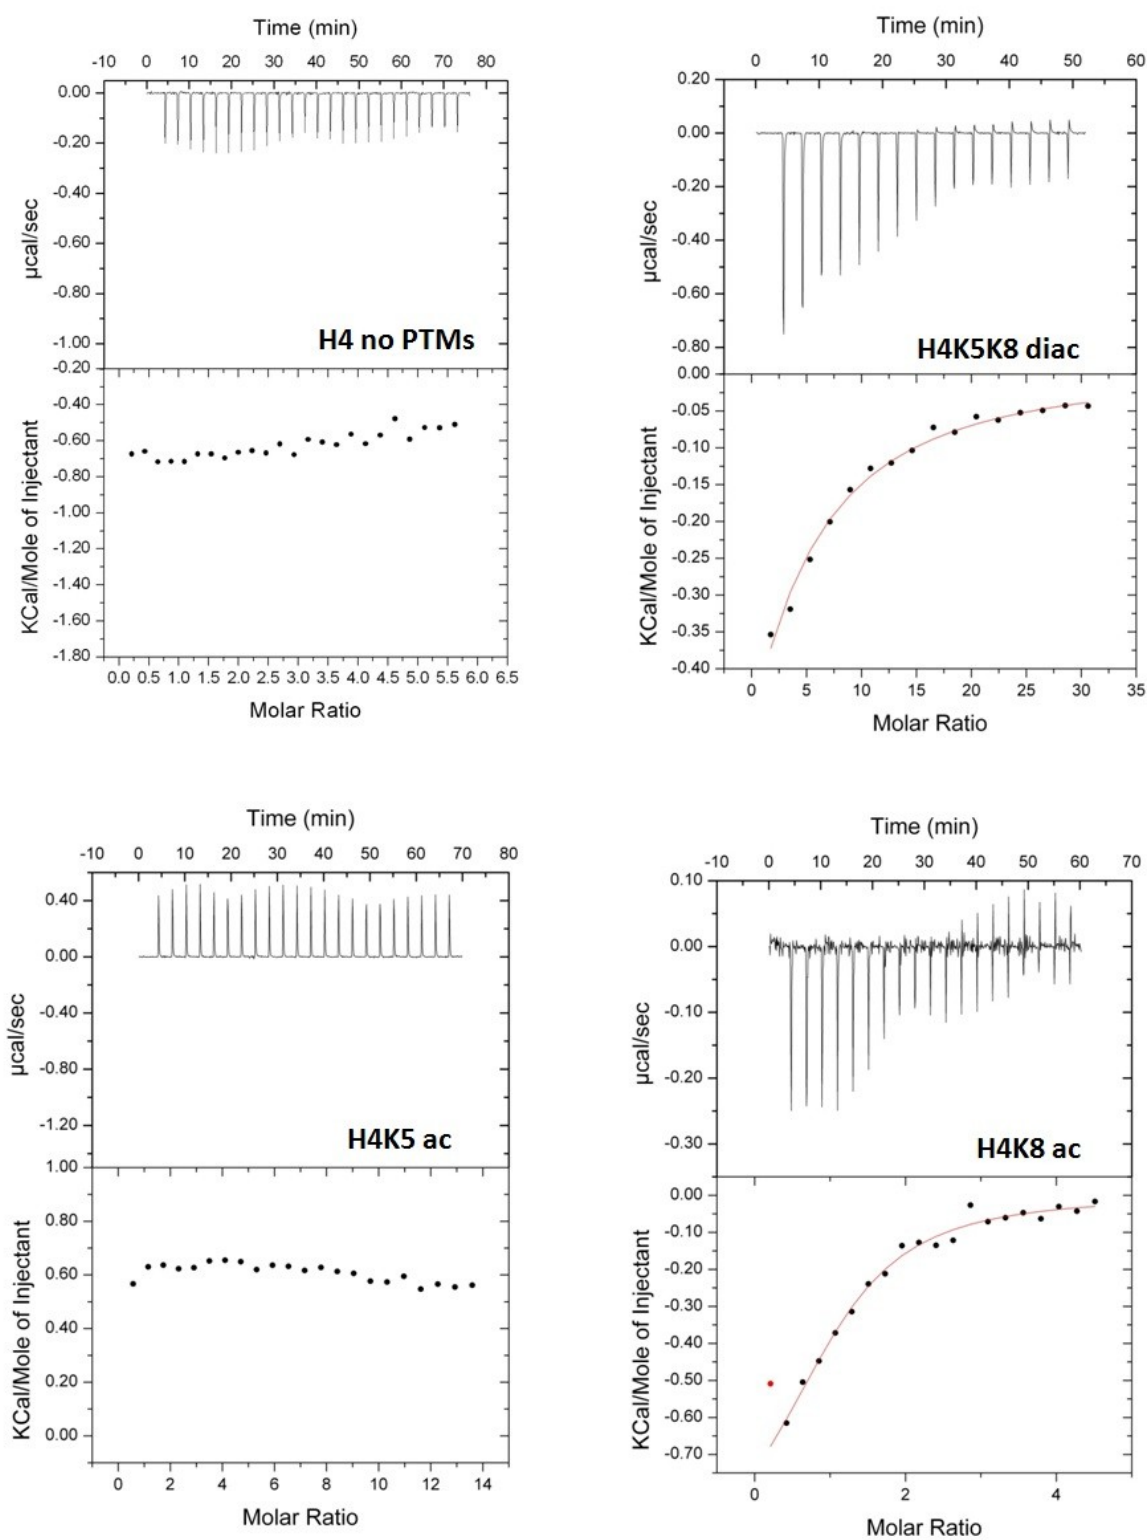 Time (min)
-10 0 10 20 30 40 50 60 70 80
0.00
-0.20
-0.40
-0.60
-0.80
-1.00
-0.20
µcal/sec
H4 no PTMs
-0.40
-0.60
-0.80
-1.00
-1.20
-1.40
-1.60
-1.80
KCal/Mole of Injectant
0.0 0.5 1.0 1.5 2.0 2.5 3.0 3.5 4.0 4.5 5.0 5.5 6.0 6.5
Molar Ratio
Time (min)
0 10 20 30 40 50 60
0.20
0.00
-0.20
-0.40
-0.60
-0.80
0.00
µcal/sec
H4K5K8 diac
-0.05
-0.10
-0.15
-0.20
-0.25
-0.30
-0.35
-0.40
KCal/Mole of Injectant
0 5 10 15 20 25 30 35
Molar Ratio
Time (min)
-10 0 10 20 30 40 50 60 70 80
0.40
0.00
-0.40
-0.80
-1.20
1.00
µcal/sec
H4K5 ac
0.80
0.60
0.40
0.20
0.00
KCal/Mole of Injectant
0 2 4 6 8 10 12 14
Molar Ratio
Time (min)
-10 0 10 20 30 40 50 60 70
0.10
0.00
-0.10
-0.20
-0.30
µcal/sec
H4K8 ac
0.00
-0.10
-0.20
-0.30
-0.40
-0.50
-0.60
-0.70
KCal/Mole of Injectant
0 2 4
Molar Ratio